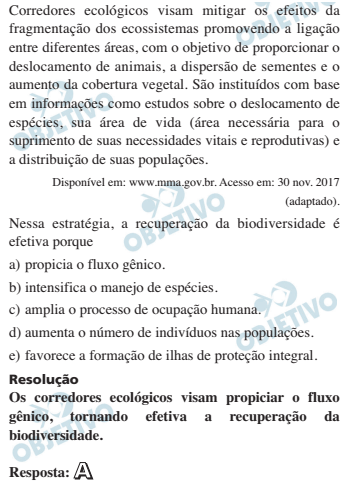 Corredores ecológicos visam mitigar os efeitos da
fragmentação dos ecossistemas promovendo a ligação
entre diferentes áreas, com o objetivo de proporcionar o
deslocamento de animais, a dispersão de sementes e o
aumento da cobertura vegetal. São instituídos com base
em informações como estudos sobre o deslocamento de
espécies, sua área de vida (área necessária para o
suprimento de suas necessidades vitais e reprodutivas) e
a distribuição de suas populações.
Disponível em: www.mma.gov.br. Acesso em: 30 nov. 2017
(adaptado).
Nessa estratégia, a recuperação da biodiversidade é
efetiva porque
a) propicia o fluxo gênico.
b) intensifica o manejo de espécies.
c) amplia o processo de ocupação humana.
d) aumenta o número de indivíduos nas populações.
e) favorece a formação de ilhas de proteção integral.
Resolução
Os corredores ecológicos visam propiciar o fluxo
gênico, tornando efetiva a recuperação da
biodiversidade.
Resposta: A
OBJETIVO
OBJETIVO
OBJETIVO
OBJETIVO
OBJETIVO